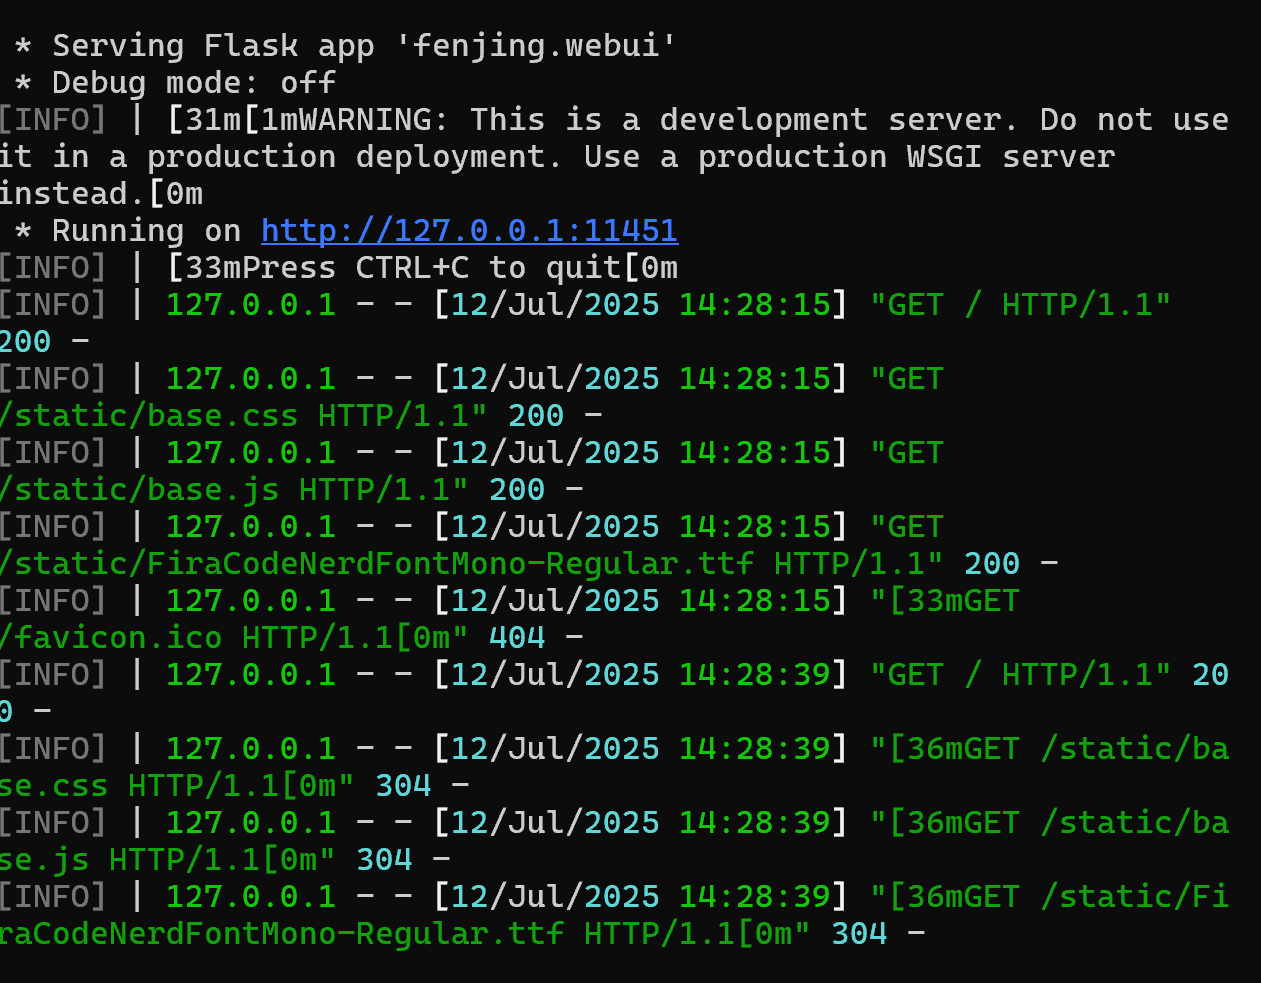 * Serving Flask app 'fenjing.webui'
* Debug mode: off
[INFO] | [31m[1mWARNING: This is a development server. Do not use
it in a production deployment. Use a production WSGI server
instead.[0m
* Running on http://127.0.0.1:11451
[INFO] | [33mPress CTRL+C to quit[0m
[INFO] | 127.0.0.1 - - [12/Jul/2025 14:28:15] "GET / HTTP/1.1"
200 -
[INFO] | 127.0.0.1 - - [12/Jul/2025 14:28:15] "GET
/static/base.css HTTP/1.1" 200 -
[INFO] | 127.0.0.1 - - [12/Jul/2025 14:28:15] "GET
/static/base.js HTTP/1.1" 200 -
[INFO] | 127.0.0.1 - - [12/Jul/2025 14:28:15] "GET
/static/FiraCodeNerdFontMono-Regular.ttf HTTP/1.1" 200 -
[INFO] | 127.0.0.1 - - [12/Jul/2025 14:28:15] "[33mGET
/favicon.ico HTTP/1.1[0m" 404 -
[INFO] | 127.0.0.1 - - [12/Jul/2025 14:28:39] "GET / HTTP/1.1" 20
0 -
[INFO] | 127.0.0.1 - - [12/Jul/2025 14:28:39] "[36mGET /static/ba
se.css HTTP/1.1[0m" 304 -
[INFO] | 127.0.0.1 - - [12/Jul/2025 14:28:39] "[36mGET /static/ba
se.js HTTP/1.1[0m" 304 -
[INFO] | 127.0.0.1 - - [12/Jul/2025 14:28:39] "[36mGET /static/Fi
raCodeNerdFontMono-Regular.ttf HTTP/1.1[0m" 304 -